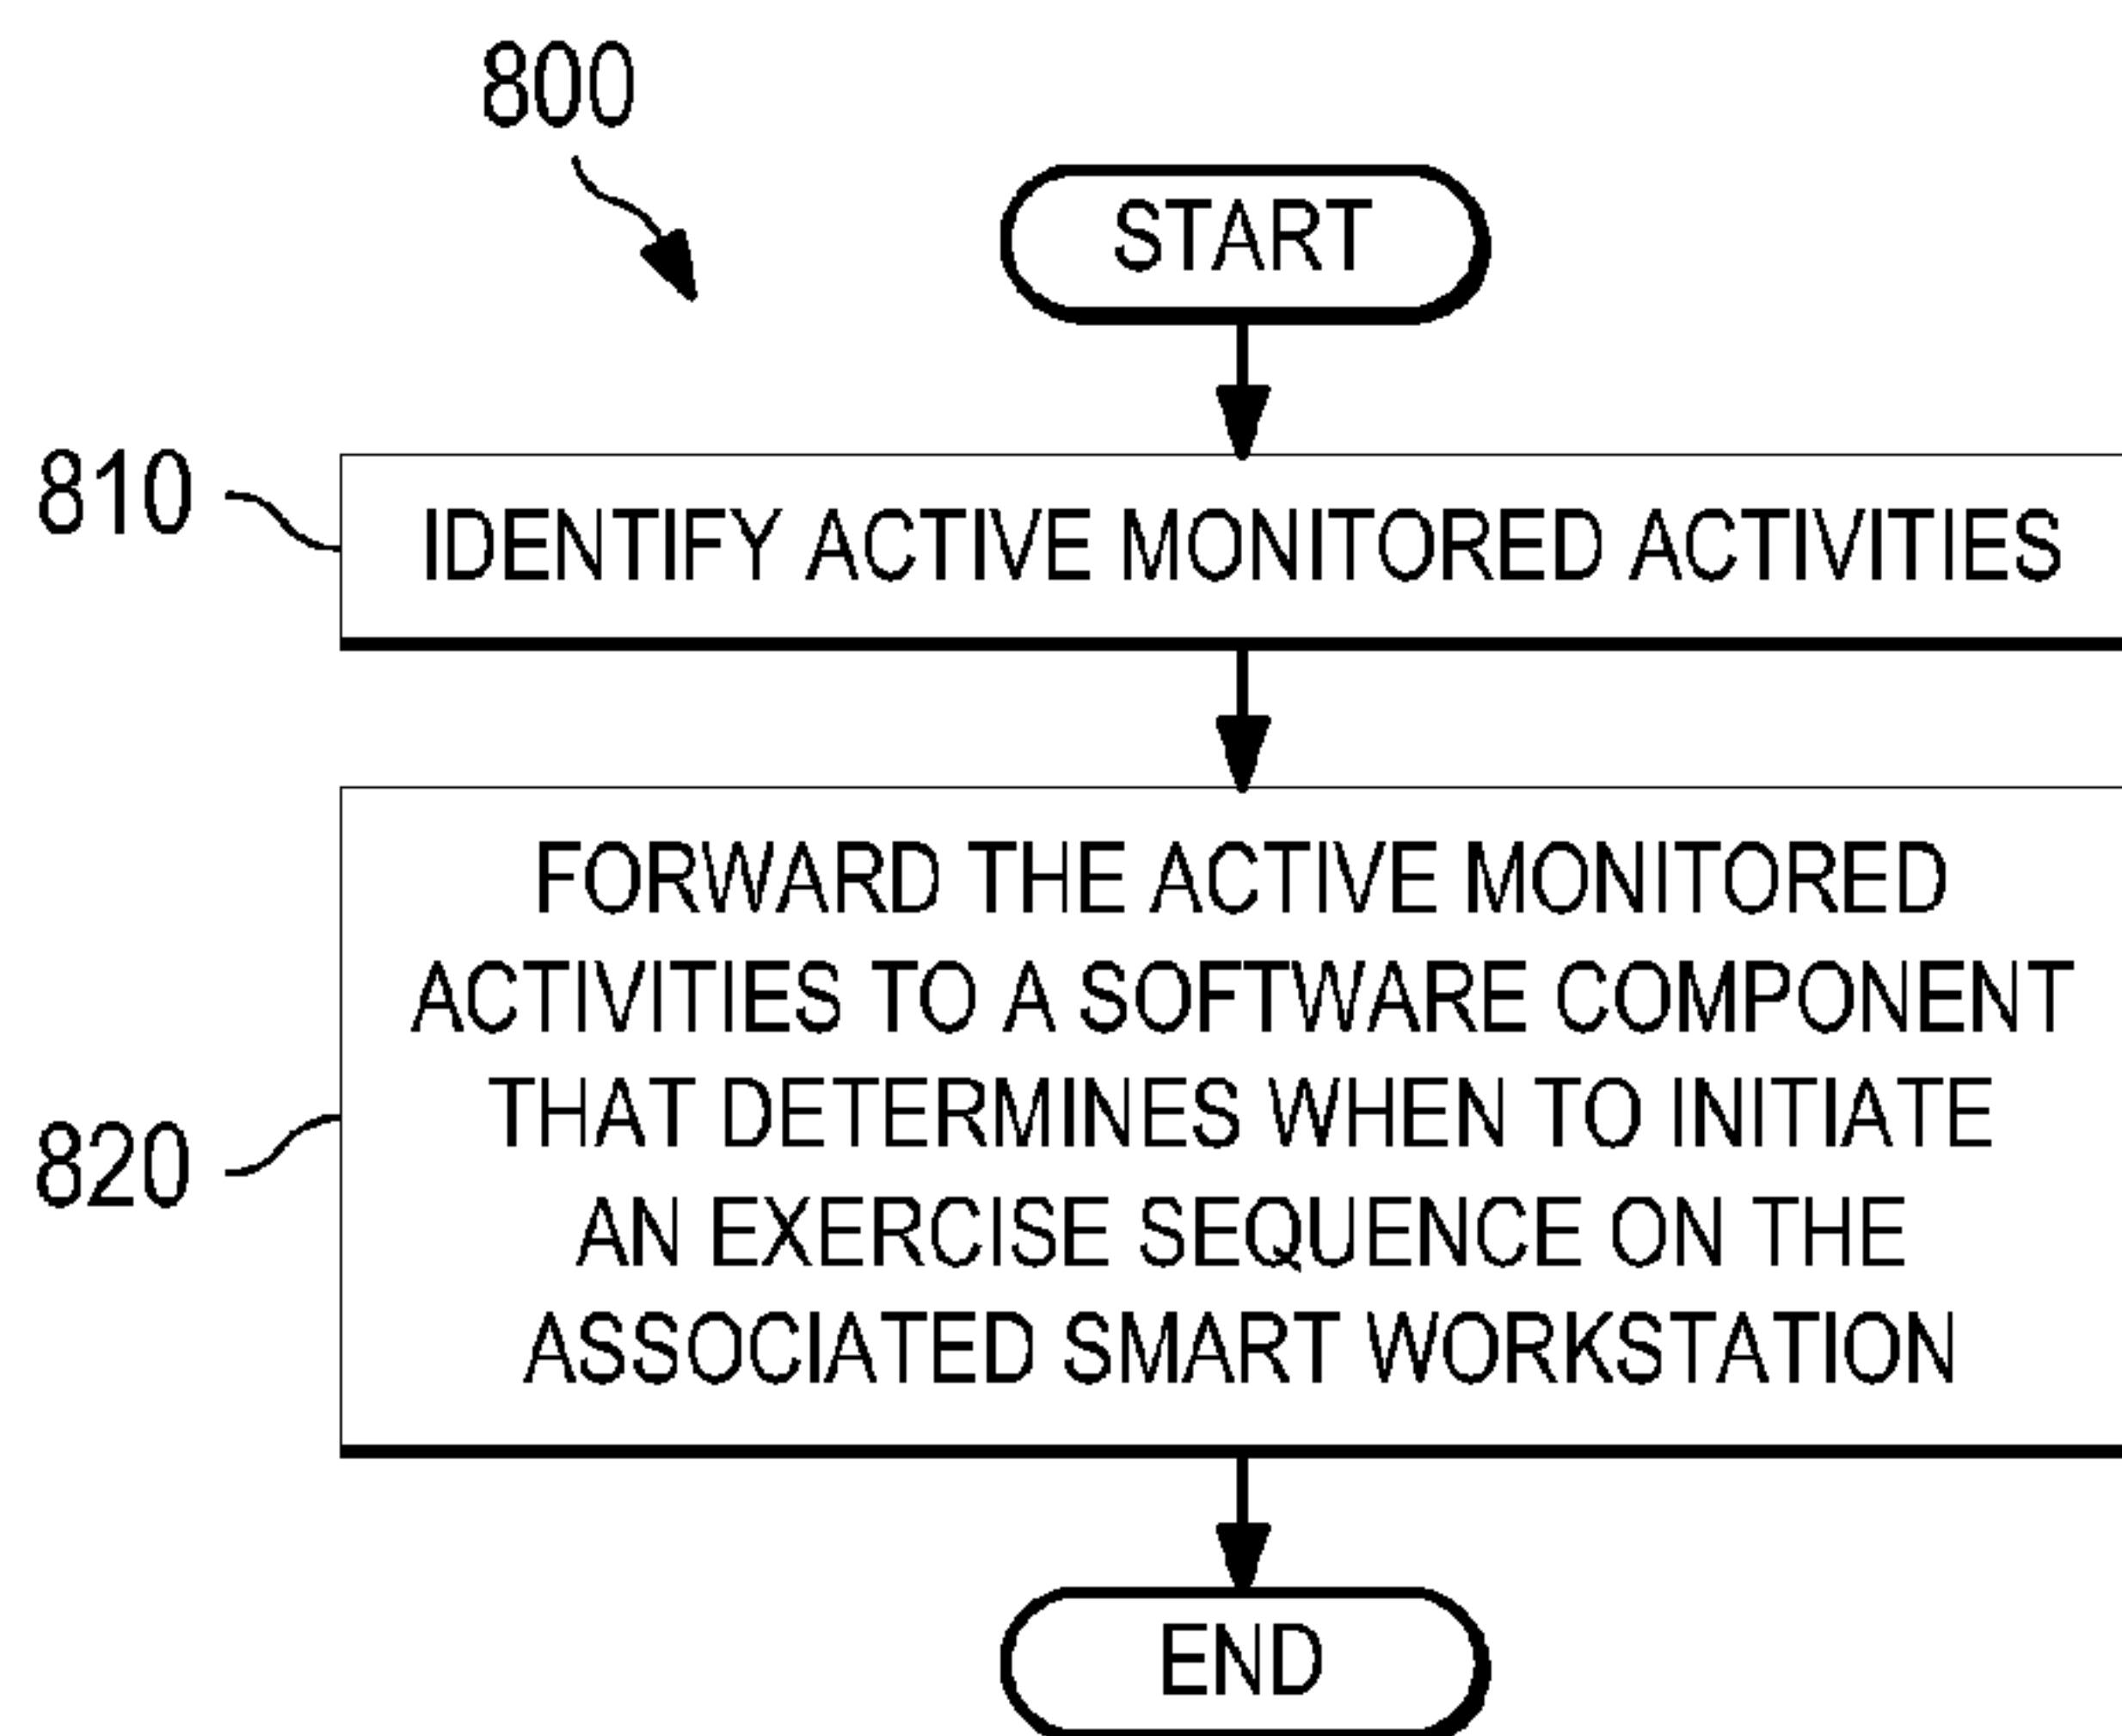 800
START
810
IDENTIFY ACTIVE MONITORED ACTIVITIES
FORWARD THE ACTIVE MONITORED
ACTIVITIES TO A SOFTWARE COMPONENT
THAT DETERMINES WHEN TO INITIATE
820
AN EXERCISE SEQUENCE ON THE
ASSOCIATED SMART WORKSTATION
END